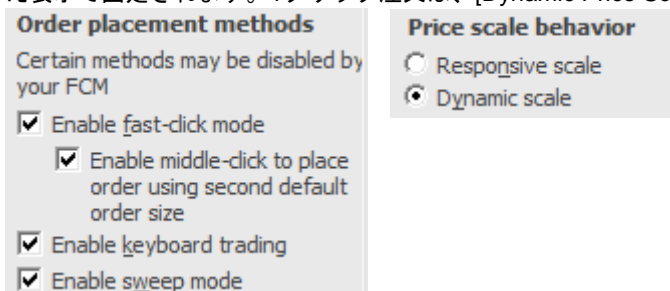 Order placement methods
Certain methods may be disabled by
your FCM
Enable fast-click mode
Enable middle-click to place
order using second default
order size
Enable keyboard trading
Enable sweep mode
Price scale behavior
Responsive scale
Dynamic scale